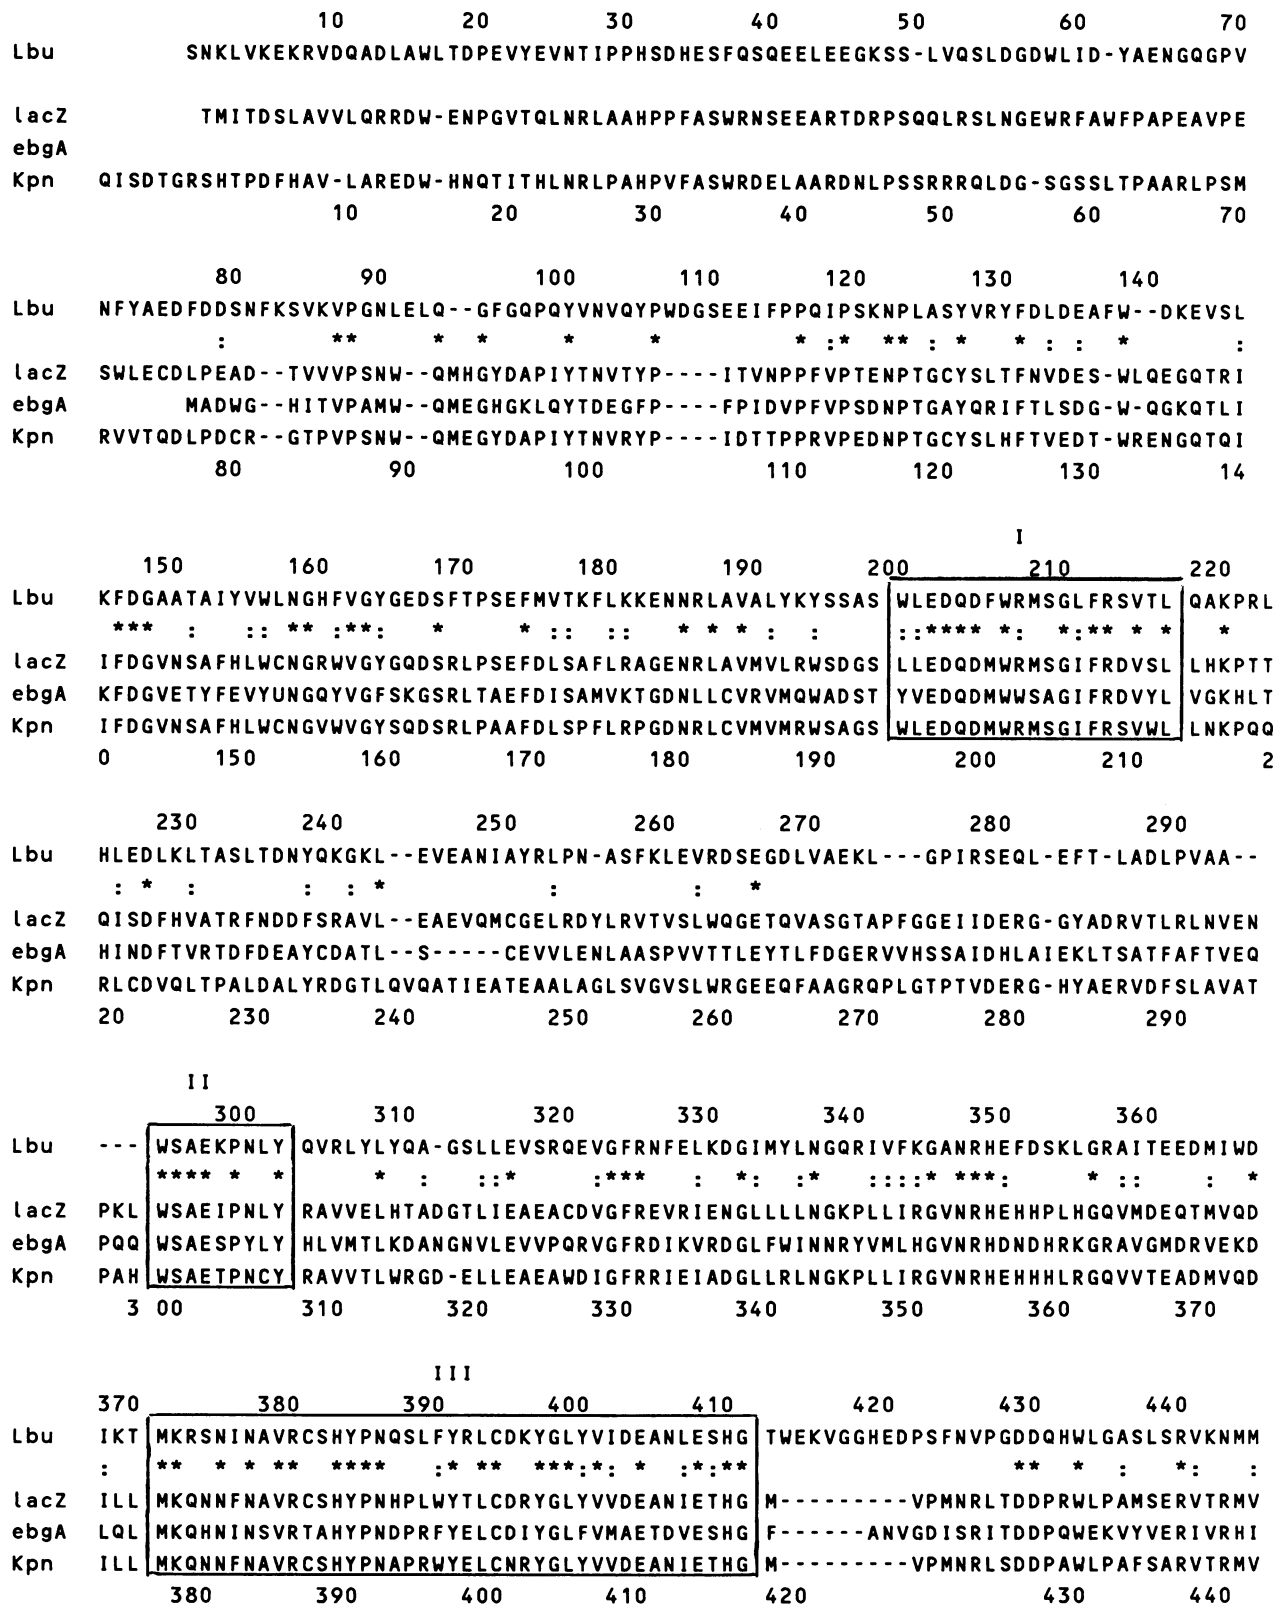 10 20 30 40 50 60 70
Lbu SNKLVKEKRVDQADLAWLTDPEVYEVNTIPPHSDHESFQSQEELEEGKSS-LVQSLDGDWLID-YAENGQGPV
lacZ TMITDSLAVVLQRRDW-ENPGVTQLNRLAAHPPFASWRNSEEARTDRPSQQLRSLNGEWRFAWFPAPEAVPE
ebgA
Kpn QISDTGRSHTPDFHAV-LAREDW-HNQTITHLNRLPAHPVFASWRDELAARDNLPSSRRRQLDG-SGSSLTPAARLPSM
10 20 30 40 50 60 70
80 90 100 110 120 130 140
Lbu NFYAEDFDDSNFKSVKVPGNLELQ--GFGQPQYVNVQYPWDGSEEIFPPQIPSKNPLASYVRYFDLDEAFW--DKEVSL
: ** * * * * * :* ** : * * : : * :
lacZ SWLECDLPEAD--TVVVPSNW--QMHGYDAPIYTNVTYP----ITVNPPFVPTENPTGCYSLTFNVDES-WLQEGQTRI
ebgA MADWG--HITVPAMW--QMEGHGKLQYTDEGFP----FPIDVPFVPSDNPTGAYQRIFTLSDG-W-QGKQTLI
Kpn RVVTQDLPDCR--GTPVPSNW--QMEGYDAPIYTNVRYP----IDTTPPRVPEDNPTGCYSLHFTVEDT-WRENGQTQI
80 90 100 110 120 130 14
I
150 160 170 180 190 200 210 220
Lbu KFDGAATAIYVWLNGHFVGYGEDSFTPSEFMVTKFLKKENNRLAVALYKYSSAS WLEDQDFWRMSGLFRSVTL QAKPRL
*** : :: ** :**: * * :: :: * * * : : ::**** *: *:** * * *
lacZ IFDGVNSAFHLWCNGRWVGYGQDSRLPSEFDLSAFLRAGENRLAVMVLRWSDGS LLEDQDMWRMSGIFRDVSL LHKPTT
ebgA KFDGVETYFEVYUNGQYVGFSKGSRLTAEFDISAMVKTGDNLLCVRVMQWADST YVEDQDMWWSAGIFRDVYL VGKHLT
Kpn IFDGVNSAFHLWCNGVWVGYSQDSRLPAAFDLSPFLRPGDNRLCVMVMRWSAGS WLEDQDMWRMSGIFRSVWL LNKPQQ
0 150 160 170 180 190 200 210 2
230 240 250 260 270 280 290
Lbu HLEDLKLTASLTDNYQKGKL--EVEANIAYRLPN-ASFKLEVRDSEGDLVAEKL---GPIRSEQL-EFT-LADLPVAA--
: * : : : * : : *
lacZ QISDFHVATRFNDDFSRAVL--EAEVQMCGELRDYLRVTVSLWQGETQVASGTAPFGGEIIDERG-GYADRVTLRLNVEN
ebgA HINDFTVRTDFDEAYCDATL--S-----CEVVLENLAASPVVTTLEYTLFDGERVVHSSAIDHLAIEKLTSATFAFTVEQ
Kpn RLCDVQLTPALDALYRDGTLQVQATIEATEAALAGLSVGVSLWRGEEQFAAGRQPLGTPTVDERG-HYAERVDFSLAVAT
20 230 240 250 260 270 280 290
II
300 310 320 330 340 350 360
Lbu --- WSAEKPNLY QVRLYLYQA-GSLLEVSRQEVGFRNFELKDGIMYLNGQRIVFKGANRHEFDSKLGRAITEEDMIWD
**** * * * : :* :*** : *: ** ::::* ***: * :: : *
lacZ PKL WSAEIPNLY RAVVELHTADGTLIEAEACDVGFREVRIENGLLLLNGKPLLIRGVNRHEHHPLHGQVMDEQTMVQD
ebgA PQQ WSAESPYLY HLVMTLKDANGNVLEVVPQRVGFRDIKVRDGLFWINNRYVMLHGVNRHDNDHRKGRAVGMDRVEKD
Kpn PAH WSAETPNCY RAVVTLWRGD-ELLEAEAWDIGFRRIEIADGLLRLNGKPLLIRGVNRHEHHHLRGQVVTEADMVQD
3 00 310 320 330 340 350 360 370
III
370 380 390 400 410 420 430 440
Lbu IKT MKRSNINAVRCSHYPNQSLFYRLCDKYGLYVIDEANLESHG TWEKVGGHEDPSFNVPGDDQHWLGASLSRVKNMM
: ** * * ** **** :* ** ***:*: * :*:** ** * : *: :
lacZ ILL MKQNNFNAVRCSHYPNHPLWYTLCDRYGLYVVDEANIETHG M---------VPMNRLTDDPRWLPAMSERVTRMV
ebgA LQL MKQHNINSVRTAHYPNDPRFYELCDIYGLFVMAETDVESHG F-------ANVGDISRITDDPQWEKVYVERIVRHI
Kpn ILL MKQNNFNAVRCSHYPNAPRWYELCNRYGLYVVDEANIETHG M---------VPMNRLSDDPAWLPAFSARVTRMV
380 390 400 410 420 430 440